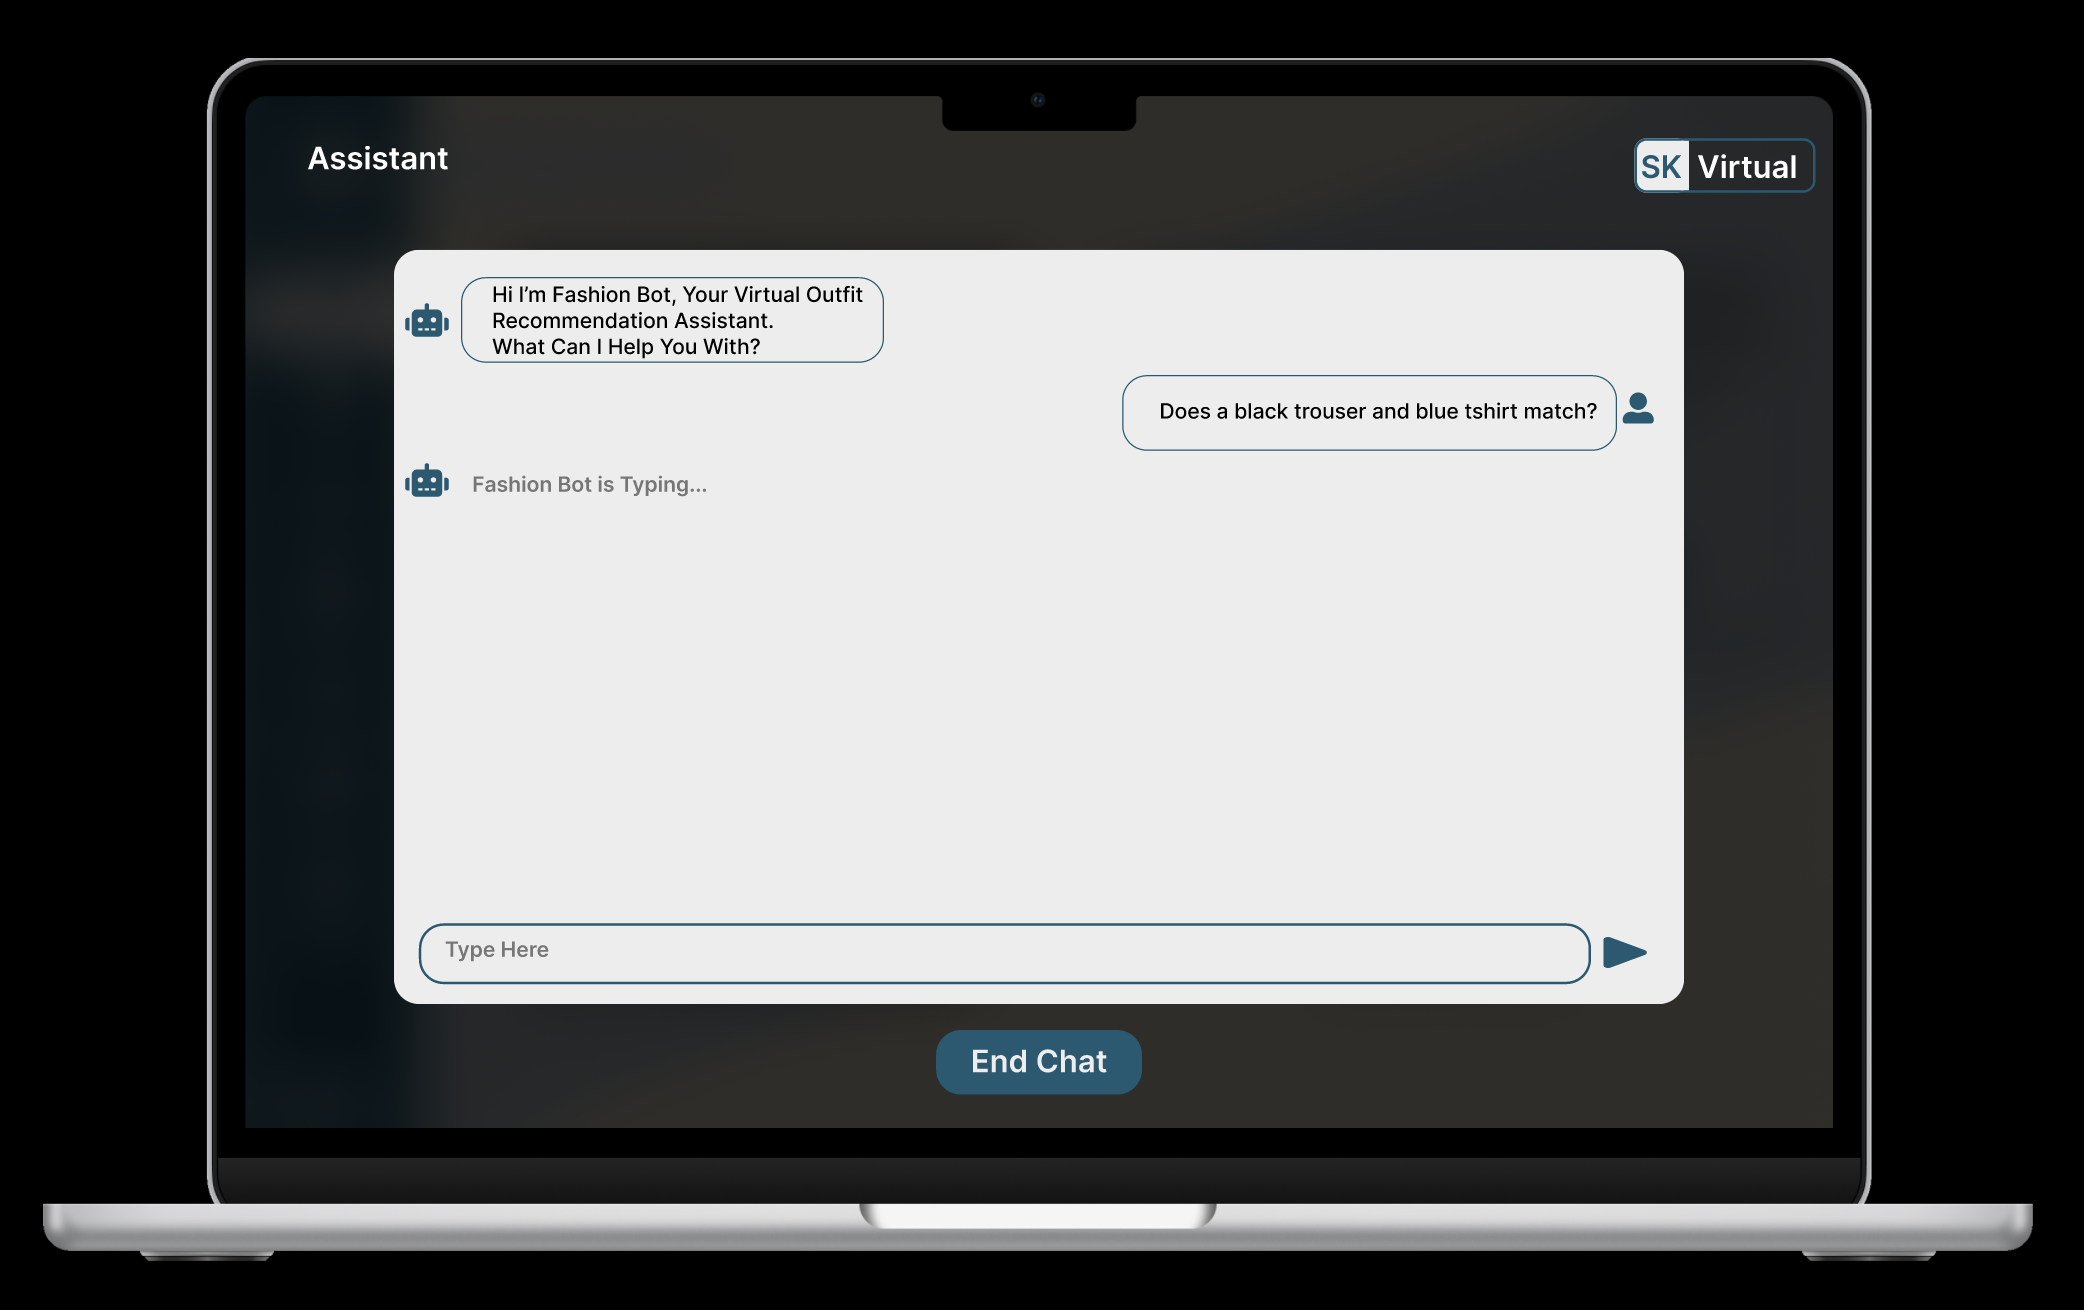 Assistant
SK Virtual
Hi I’m Fashion Bot, Your Virtual Outfit
Recommendation Assistant.
What Can I Help You With?
Does a black trouser and blue tshirt match?
Fashion Bot is Typing...
Type Here
End Chat